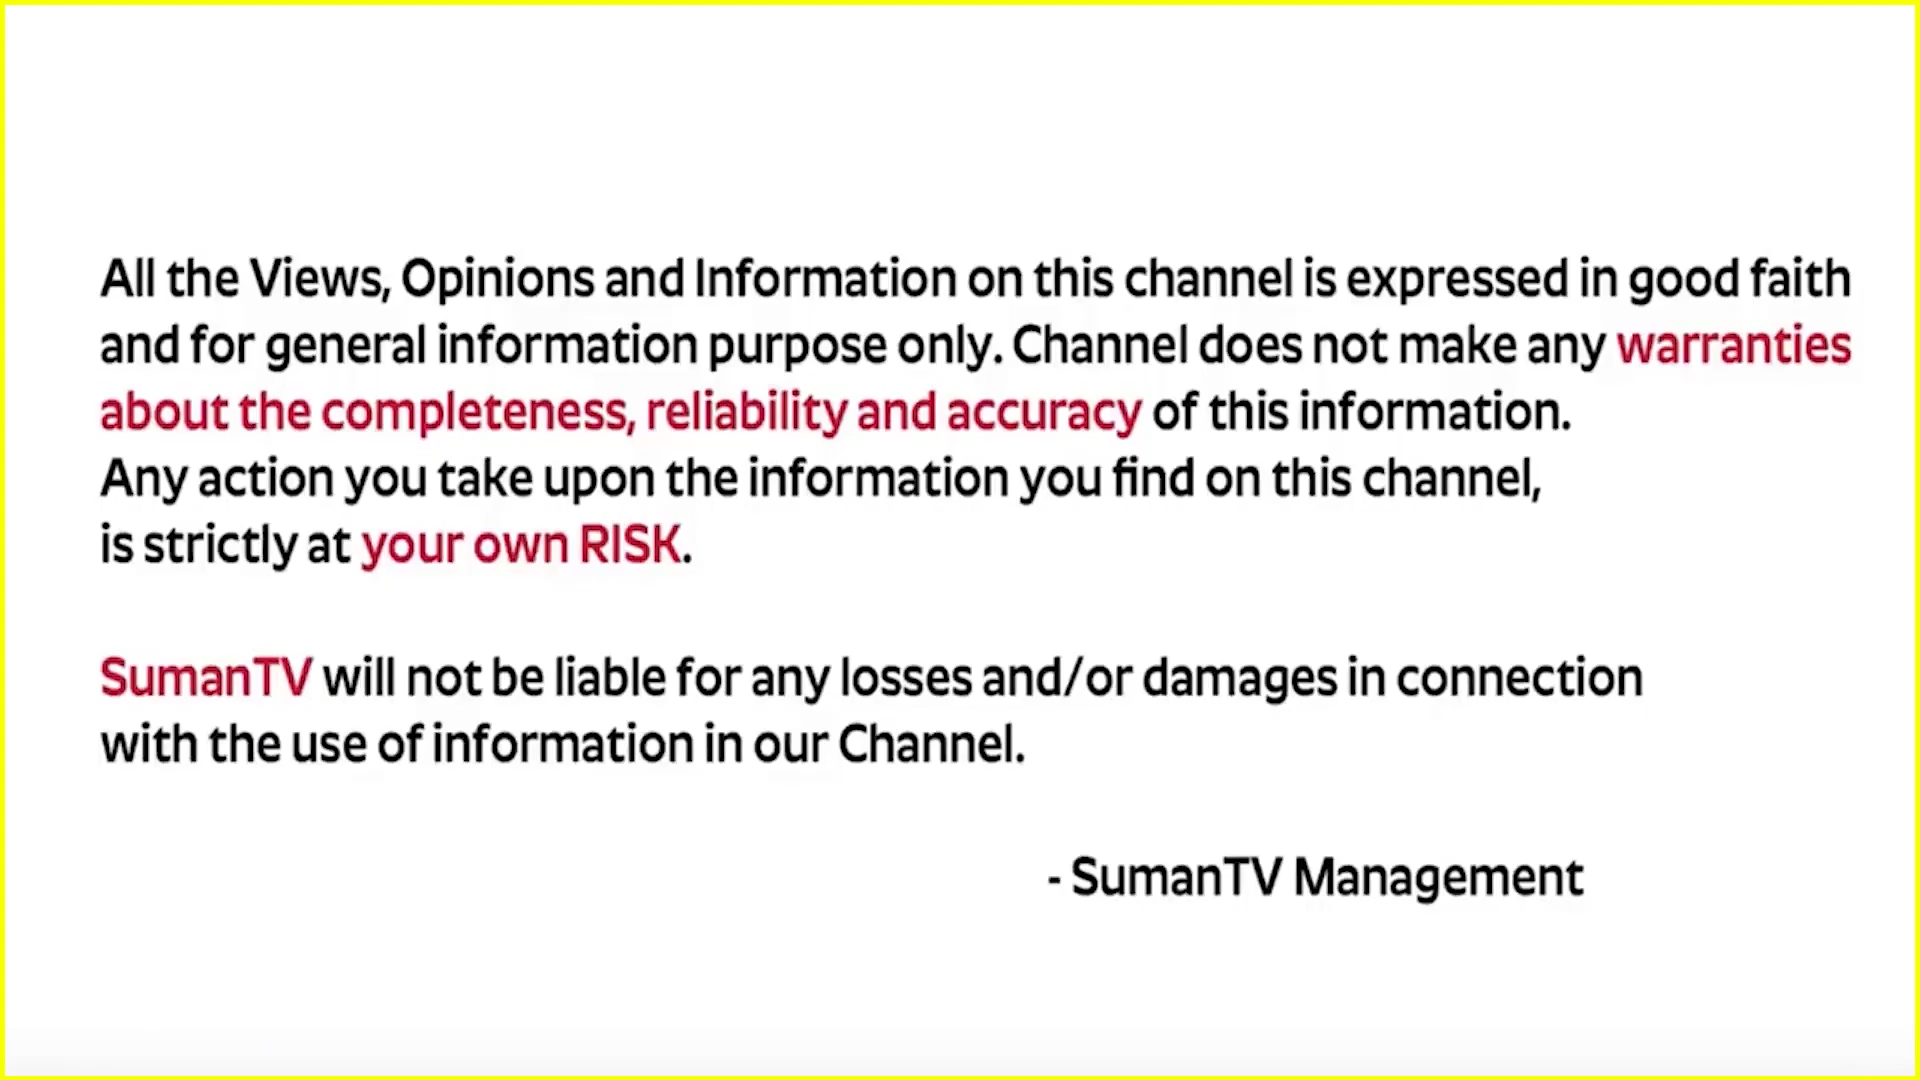 All the Views, Opinions and Information on this channel is expressed in good faith
and for general information purpose only. Channel does not make any warranties
about the completeness, reliability and accuracy of this information.
Any action you take upon the information you find on this channel,
is strictly at your own RISK.
SumanTV will not be liable for any losses and/or damages in connection
with the use of information in our Channel.
- SumanTV Management